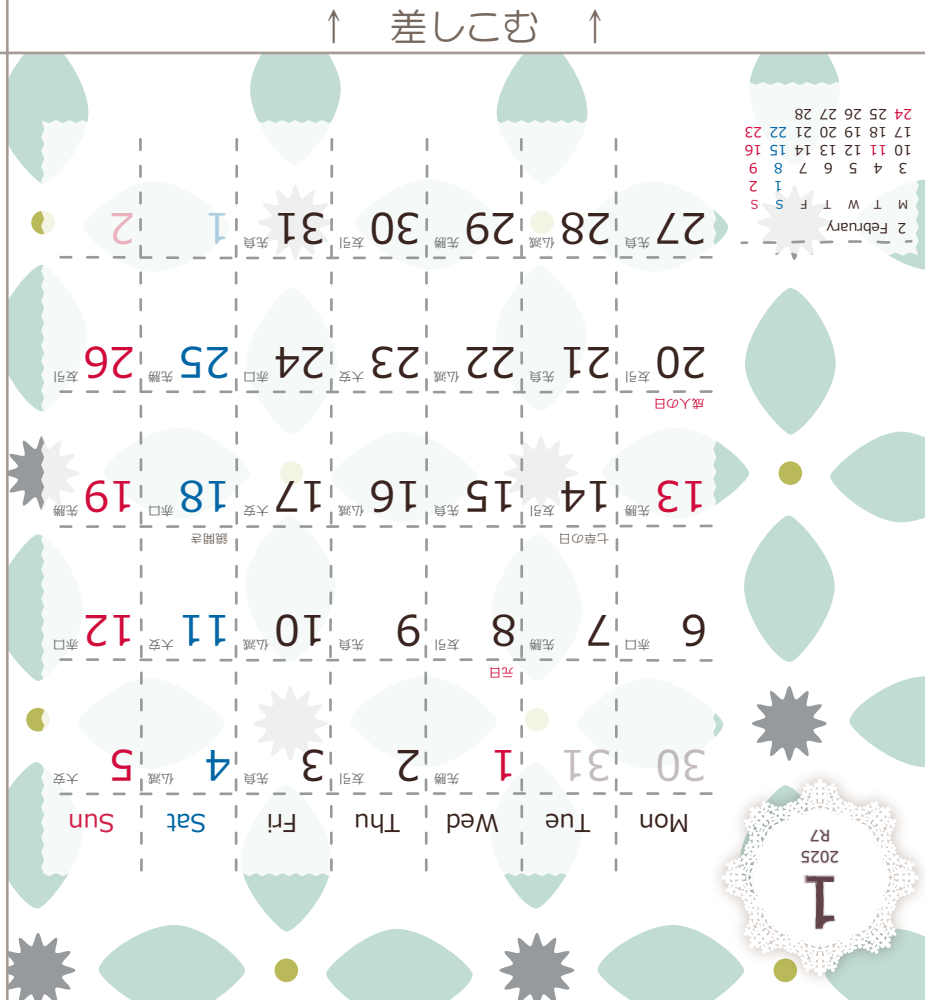 ↑ 差しこむ ↑
1
2025
R7
Mon Tue Wed Thu Fri Sat Sun
30 31 1 先勝 2 友引 3 先負 4 仏滅 5 大安
元日
6 赤口 7 先勝 8 友引 9 先負 10 仏滅 11 大安 12 赤口
七草の日 鏡開き
13 先勝 14 友引 15 先負 16 仏滅 17 大安 18 赤口 19 先勝
成人の日
20 友引 21 先負 22 仏滅 23 大安 24 赤口 25 先勝 26 友引
27 先負 28 仏滅 29 先勝 30 友引 31 先負 1 2
2 February
M T W T F S S
1 2
3 4 5 6 7 8 9
10 11 12 13 14 15 16
17 18 19 20 21 22 23
24 25 26 27 28